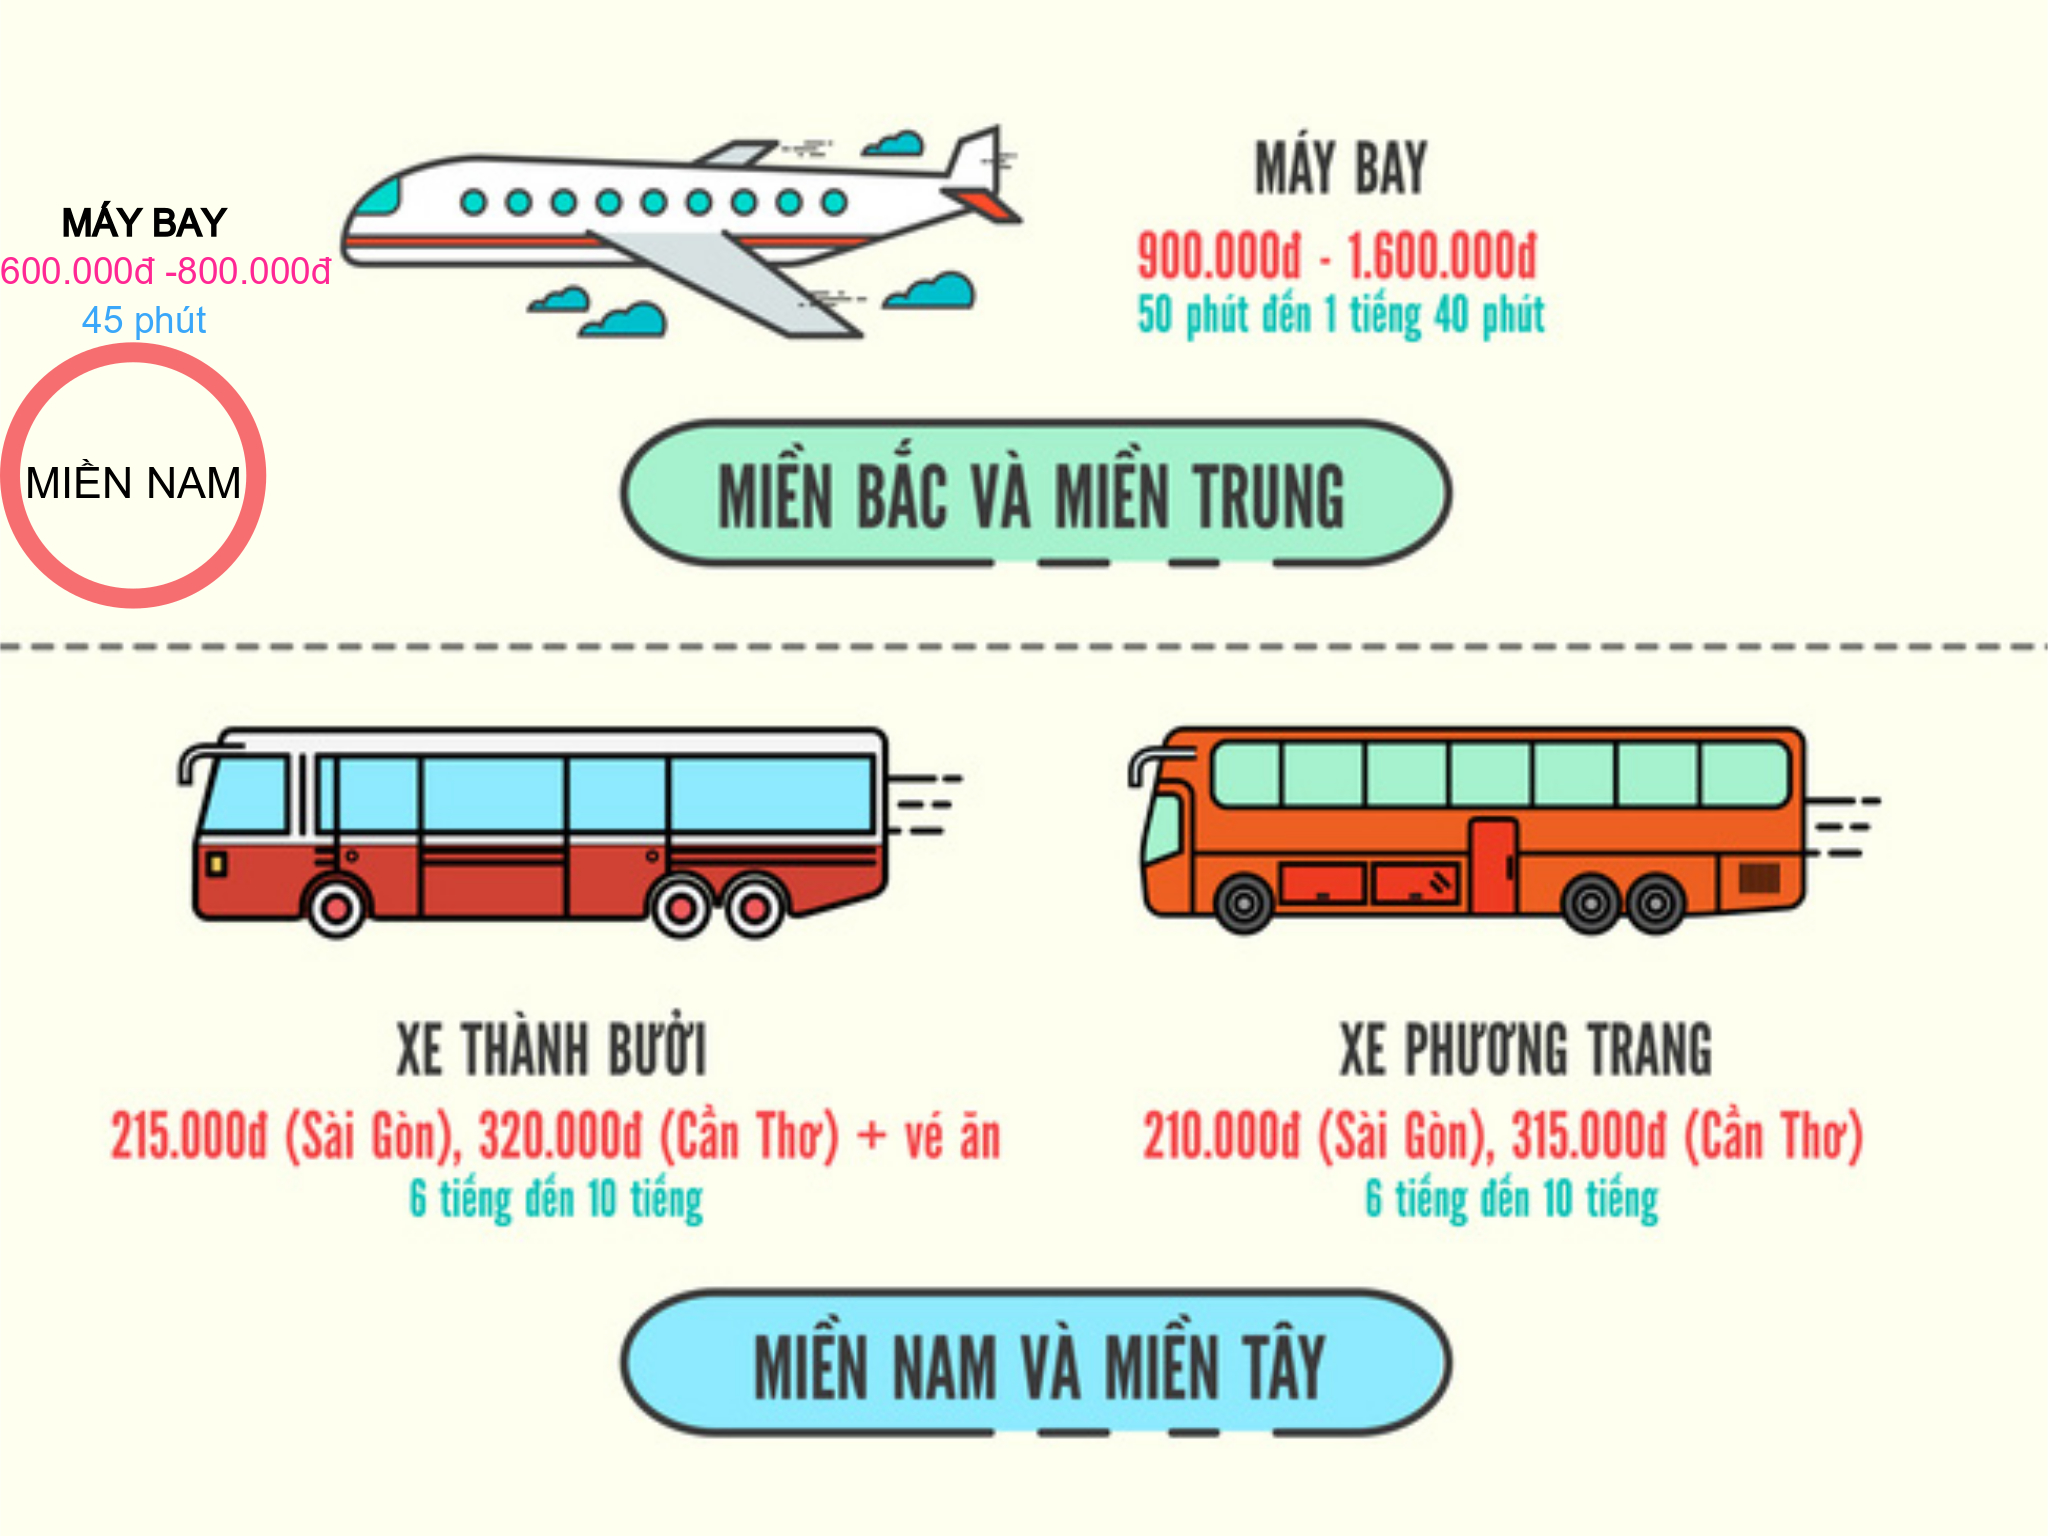 MÁY BAY
600.000đ -800.000đ
45 phút
MIỀN NAM
MÁY BAY
900.000đ - 1.600.000đ
50 phút đến 1 tiếng 40 phút
MIỀN BẮC VÀ MIỀN TRUNG
XE THÀNH BƯỞI
215.000đ (Sài Gòn), 320.000đ (Cần Thơ) + vé ăn
6 tiếng đến 10 tiếng
XE PHƯƠNG TRANG
210.000đ (Sài Gòn), 315.000đ (Cần Thơ)
6 tiếng đến 10 tiếng
MIỀN NAM VÀ MIỀN TÂY